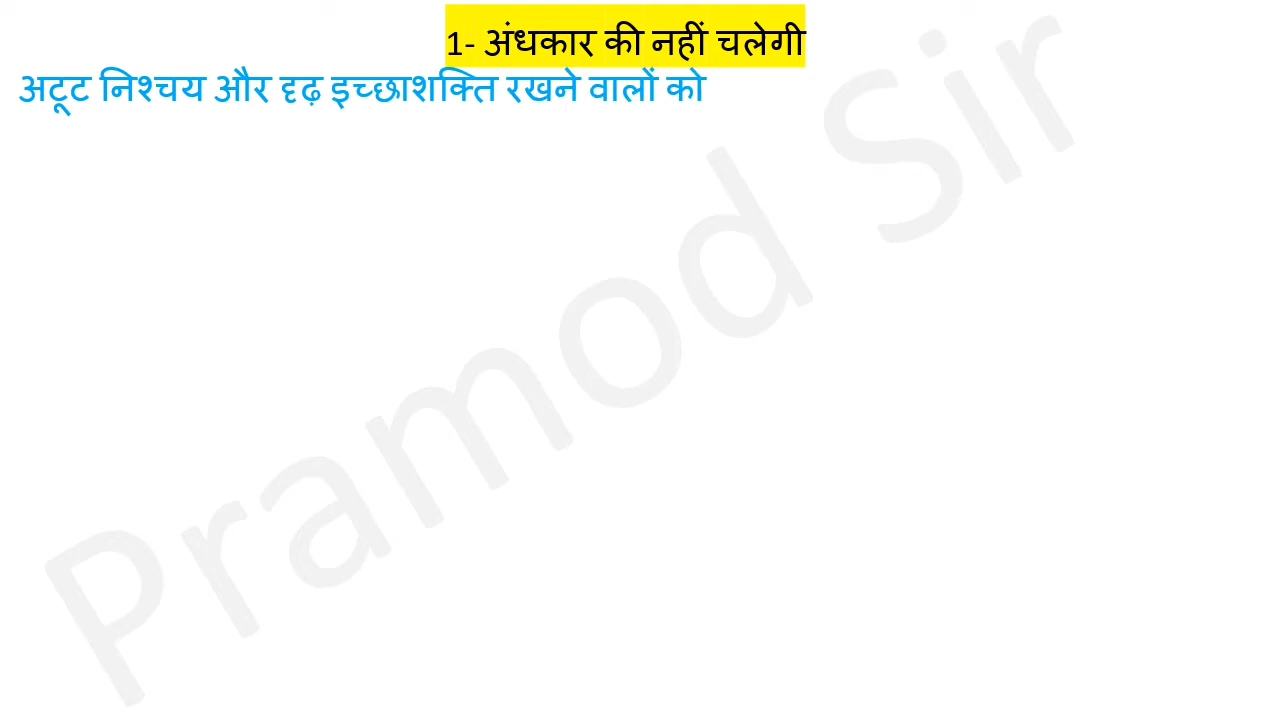 1- अंधकार की नहीं चलेगी
अटूट निश्चय और दृढ़ इच्छाशक्ति रखने वालों को
Pramod Sir